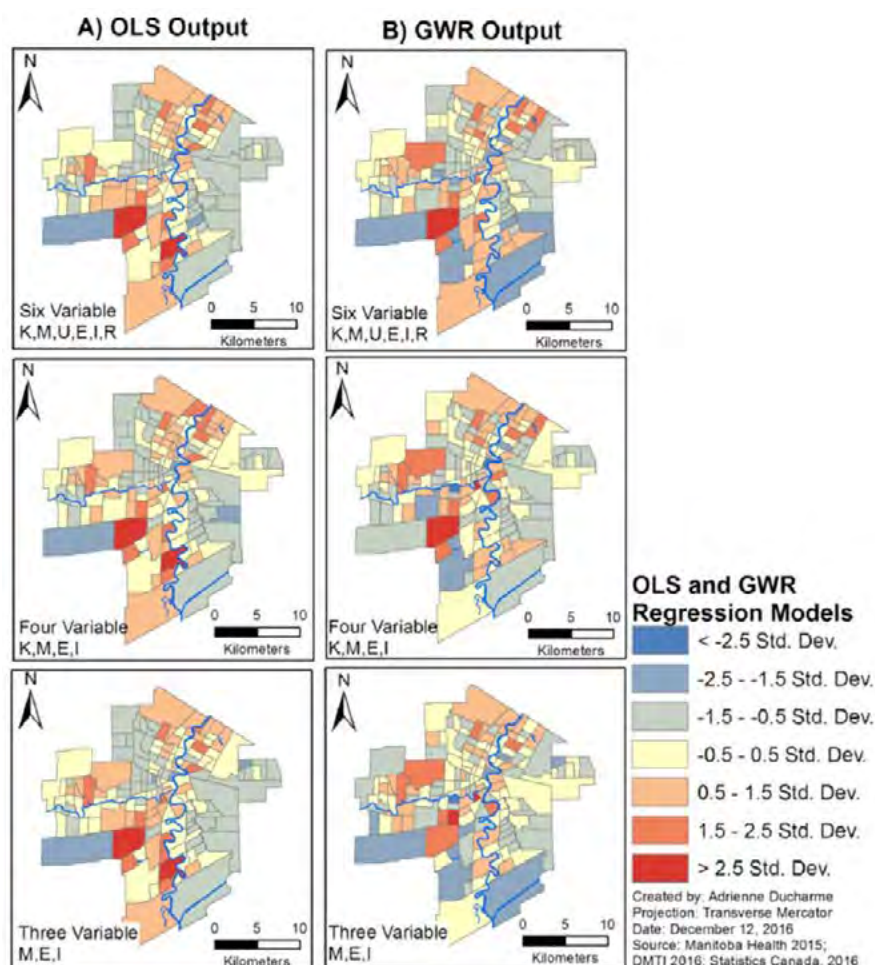 A) OLS Output
B) GWR Output
N
Six Variable
K,M,U,E,I,R
0 5 10
Kilometers
N
Six Variable
K,M,U,E,I,R
0 5 10
Kilometers
N
Four Variable
K,M,E,I
0 5 10
Kilometers
N
Four Variable
K,M,E,I
0 5 10
Kilometers
N
Three Variable
M,E,I
0 5 10
Kilometers
N
Three Variable
M,E,I
0 5 10
Kilometers
OLS and GWR
Regression Models
< -2.5 Std. Dev.
-2.5 - -1.5 Std. Dev.
-1.5 - -0.5 Std. Dev.
-0.5 - 0.5 Std. Dev.
0.5 - 1.5 Std. Dev.
1.5 - 2.5 Std. Dev.
> 2.5 Std. Dev.
Created by: Adrienne Ducharme
Projection: Transverse Mercator
Date: December 12, 2016
Source: Manitoba Health 2015;
DMTI 2016; Statistics Canada, 2016